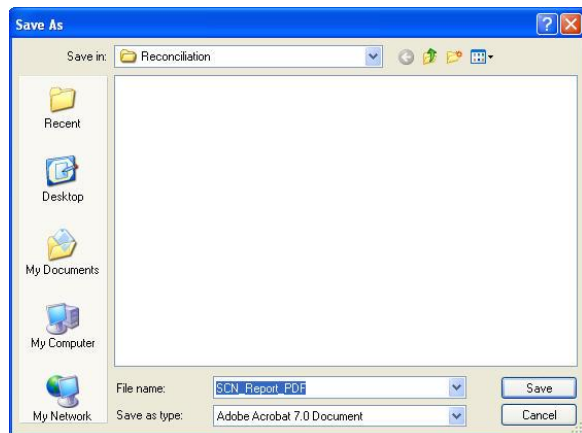 Save As
Save in: Reconciliation
Recent
Desktop
My Documents
My Computer
My Network
File name: SCN_Report_PDF Save
Save as type: Adobe Acrobat 7.0 Document Cancel